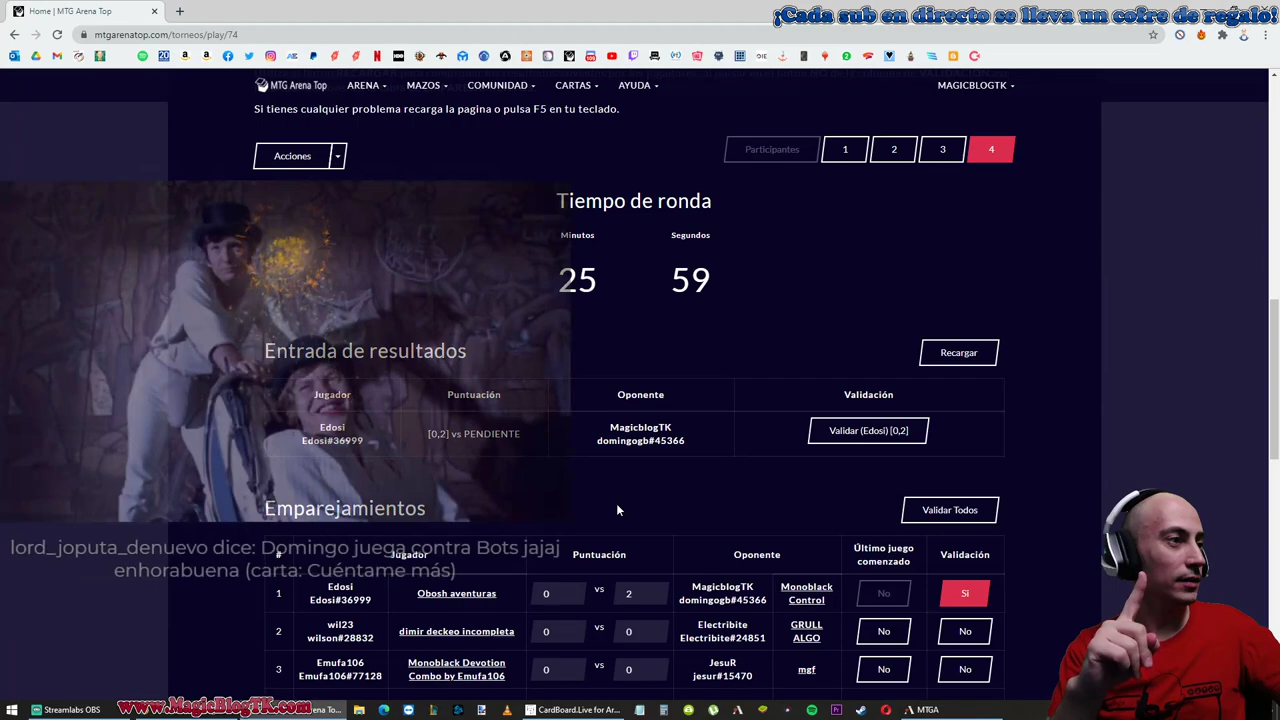 Home | MTG Arena Top
¡Cada sub en directo se lleva un cofre de regalo!
mtgarenatop.com/torneos/play/74
MTG Arena Top
ARENA
MAZOS
COMUNIDAD
CARTAS
AYUDA
MAGICBLOGTK
Si tienes cualquier problema recarga la pagina o pulsa F5 en tu teclado.
Acciones
Participantes
1
2
3
4
Tiempo de ronda
Minutos
Segundos
25
59
Entrada de resultados
Recargar
Jugador
Puntuación
Oponente
Validación
Edosi
Edosi#36999
[0,2] vs PENDIENTE
MagicblogTK
domingogb#45366
Validar (Edosi) [0,2]
Emparejamientos
Validar Todos
lord_joputa_denuevo dice: Domingo juega contra Bots jajaj
enhorabuena (carta: Cuéntame más)
#
Jugador
Puntuación
Oponente
Último juego
comenzado
Validación
1
Edosi
Edosi#36999
Obosh aventuras
0
vs
2
MagicblogTK
domingogb#45366
Monoblack
Control
No
Si
2
wil23
wilson#28832
dimir deckeo incompleta
0
vs
0
Electribite
Electribite#24851
GRULL
ALGO
No
No
3
Emufa106
Emufa106#77128
Monoblack Devotion
Combo by Emufa106
0
vs
0
JesuR
jesur#15470
mgf
No
No
www.MagicBlogTK.com
Streamlabs OBS
CardBoard.Live for Ar...
MTGA